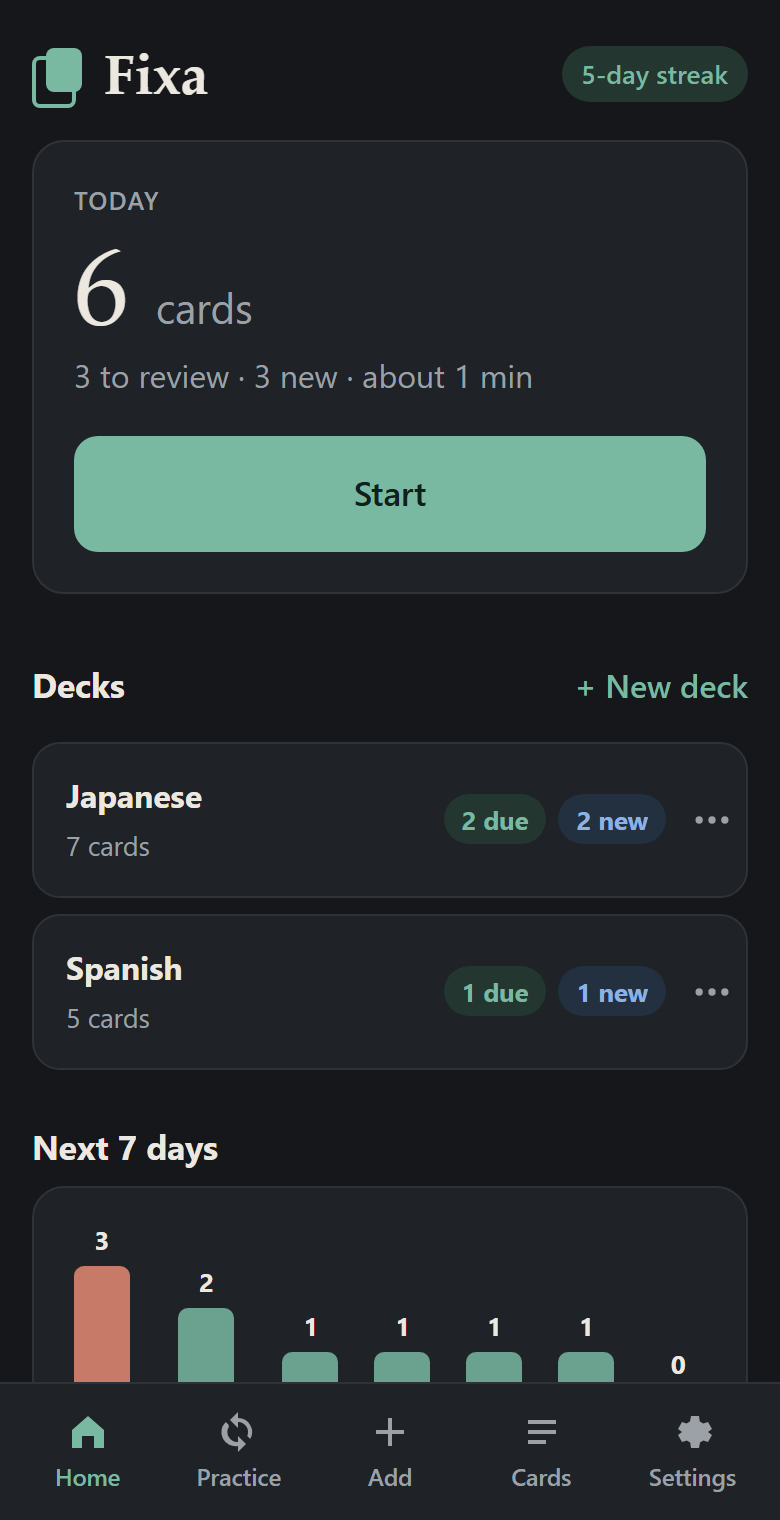 Fixa
5-day streak
TODAY
6 cards
3 to review · 3 new · about 1 min
Start
Decks
+ New deck
Japanese
7 cards
2 due
2 new
Spanish
5 cards
1 due
1 new
Next 7 days
3
2
1
1
1
1
0
Home
Practice
Add
Cards
Settings